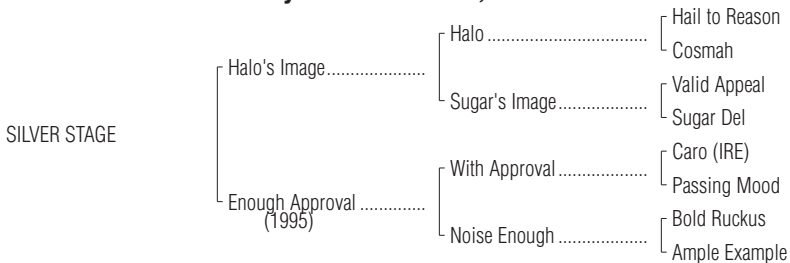 Hail to Reason
Halo ................................
Cosmah
Halo's Image.....................
Valid Appeal
Sugar's Image..................
Sugar Del
SILVER STAGE
Caro (IRE)
With Approval ..................
Passing Mood
Enough Approval ..............
(1995)
Bold Ruckus
Noise Enough ..................
Ample Example